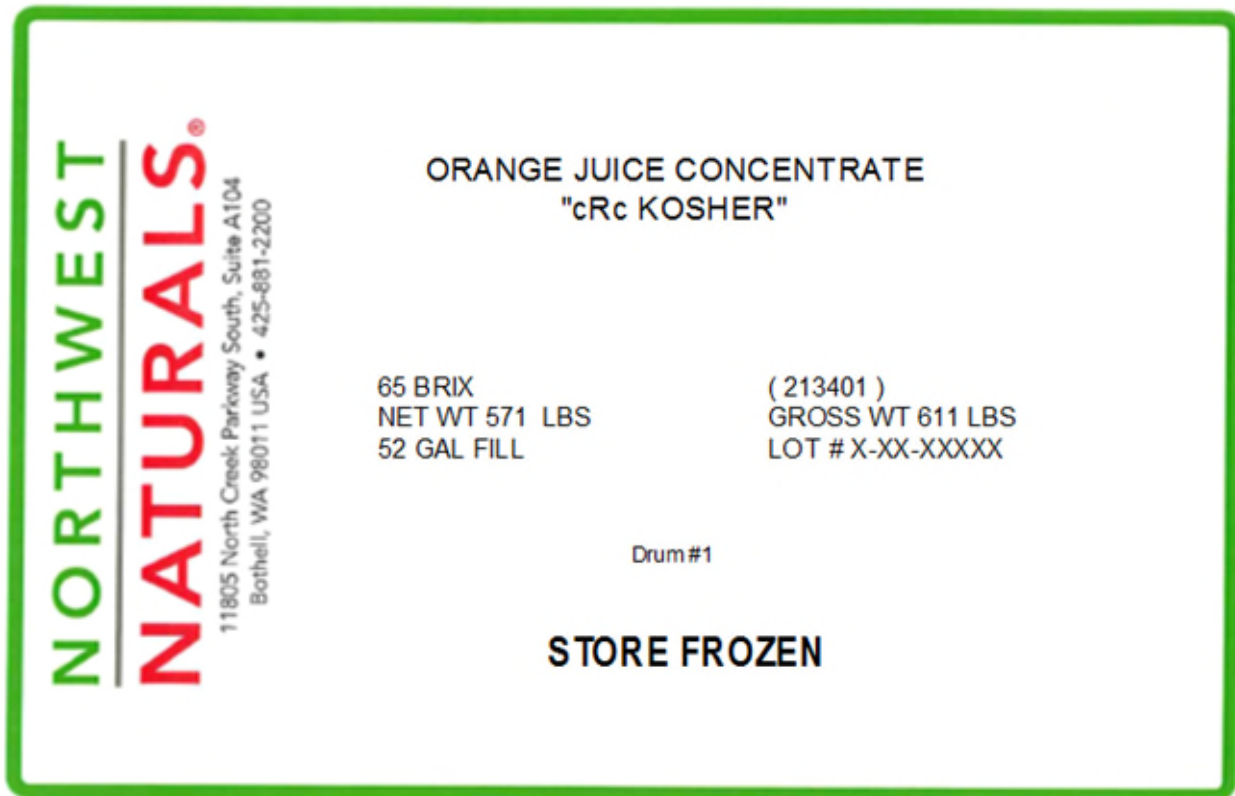 NORTHWEST
NATURALS®
11805 North Creek Parkway South, Suite A104
Bothell, WA 98011 USA • 425-881-2200
ORANGE JUICE CONCENTRATE
"cRc KOSHER"
65 BRIX
NET WT 571 LBS
52 GAL FILL
( 213401 )
GROSS WT 611 LBS
LOT # X-XX-XXXXX
Drum #1
STORE FROZEN